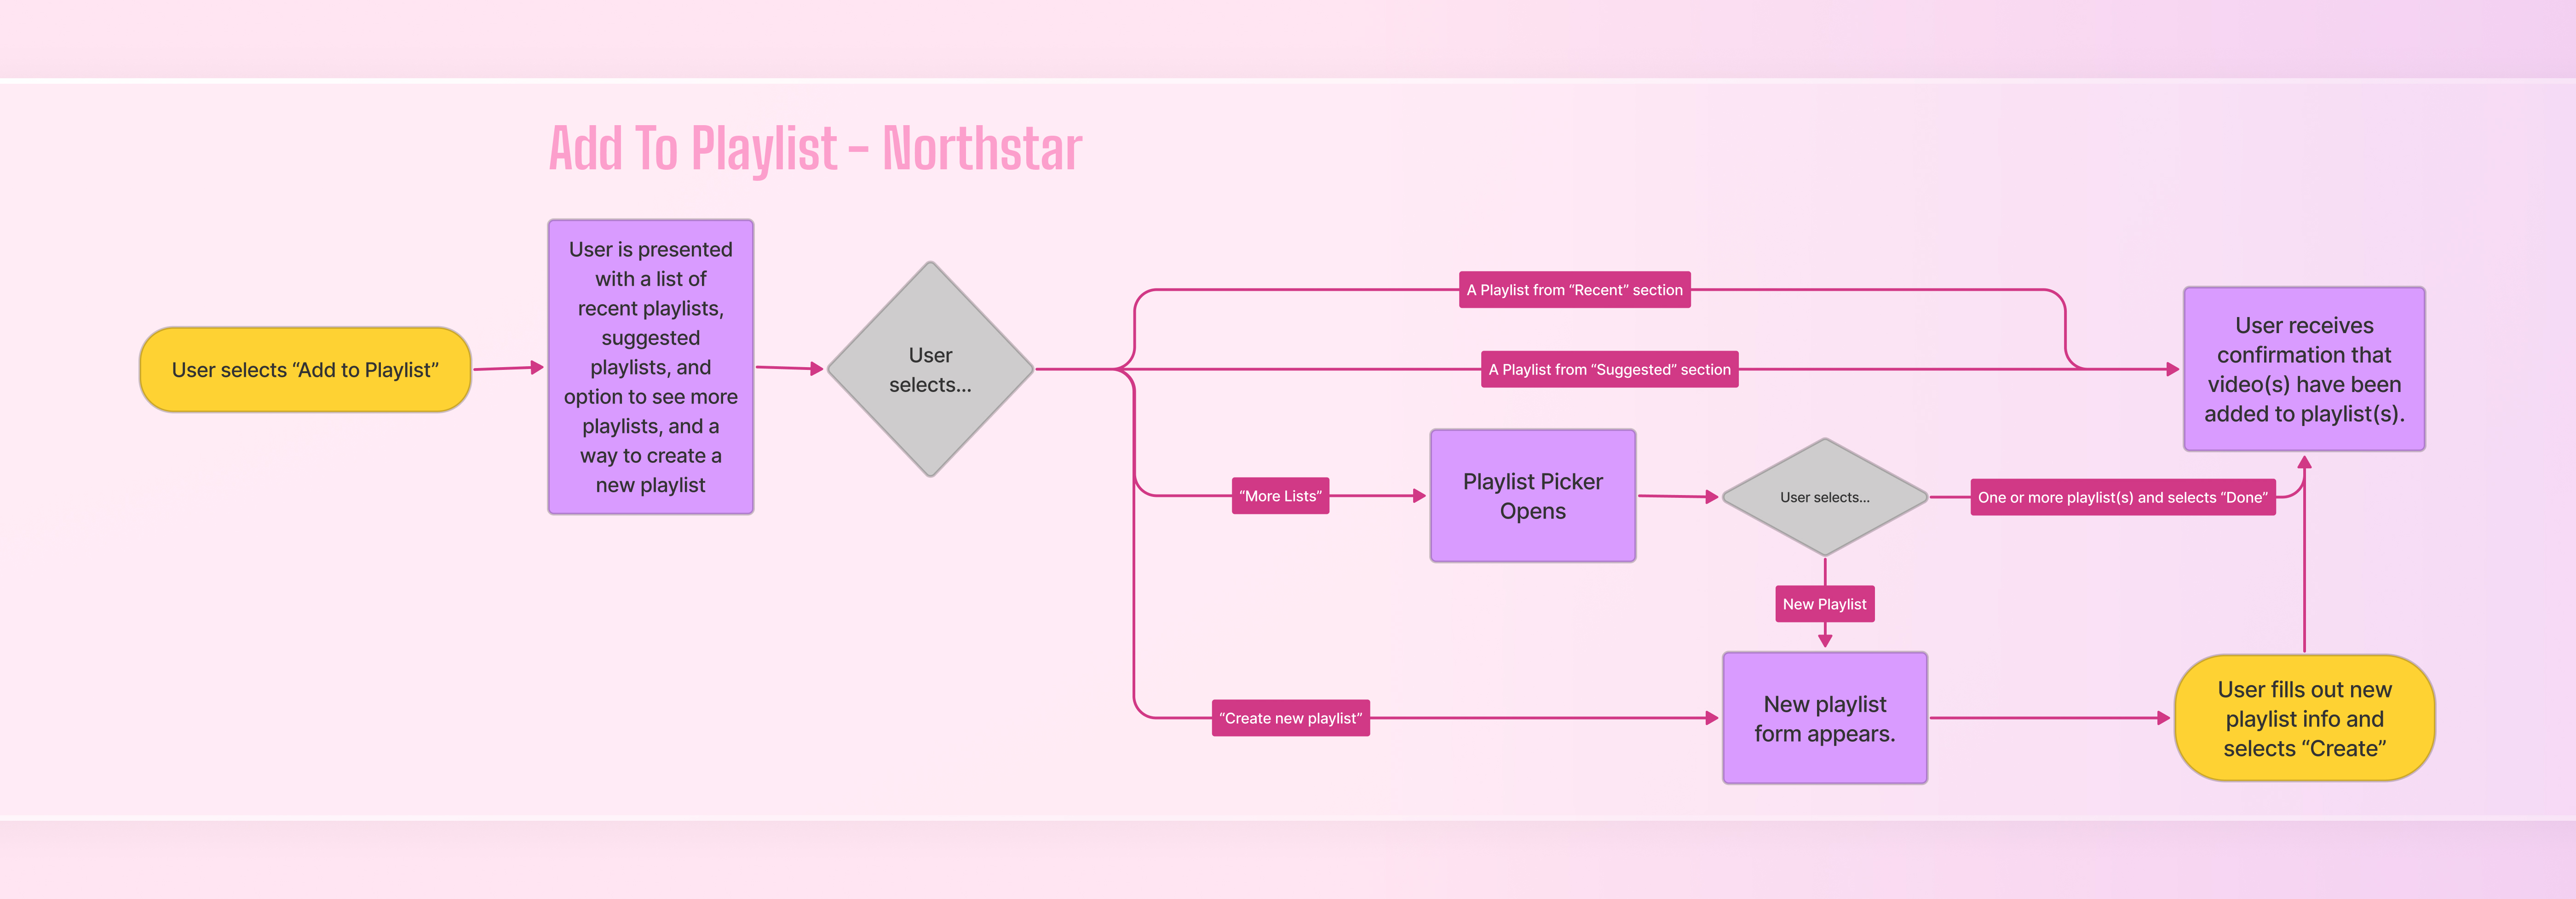 Add To Playlist - Northstar
User selects “Add to Playlist”
User is presented
with a list of
recent playlists,
suggested
playlists, and
option to see more
playlists, and a
way to create a
new playlist
User
selects...
A Playlist from “Recent” section
A Playlist from “Suggested” section
User receives
confirmation that
video(s) have been
added to playlist(s).
“More Lists”
Playlist Picker
Opens
User selects...
One or more playlist(s) and selects “Done”
New Playlist
“Create new playlist”
New playlist
form appears.
User fills out new
playlist info and
selects “Create”